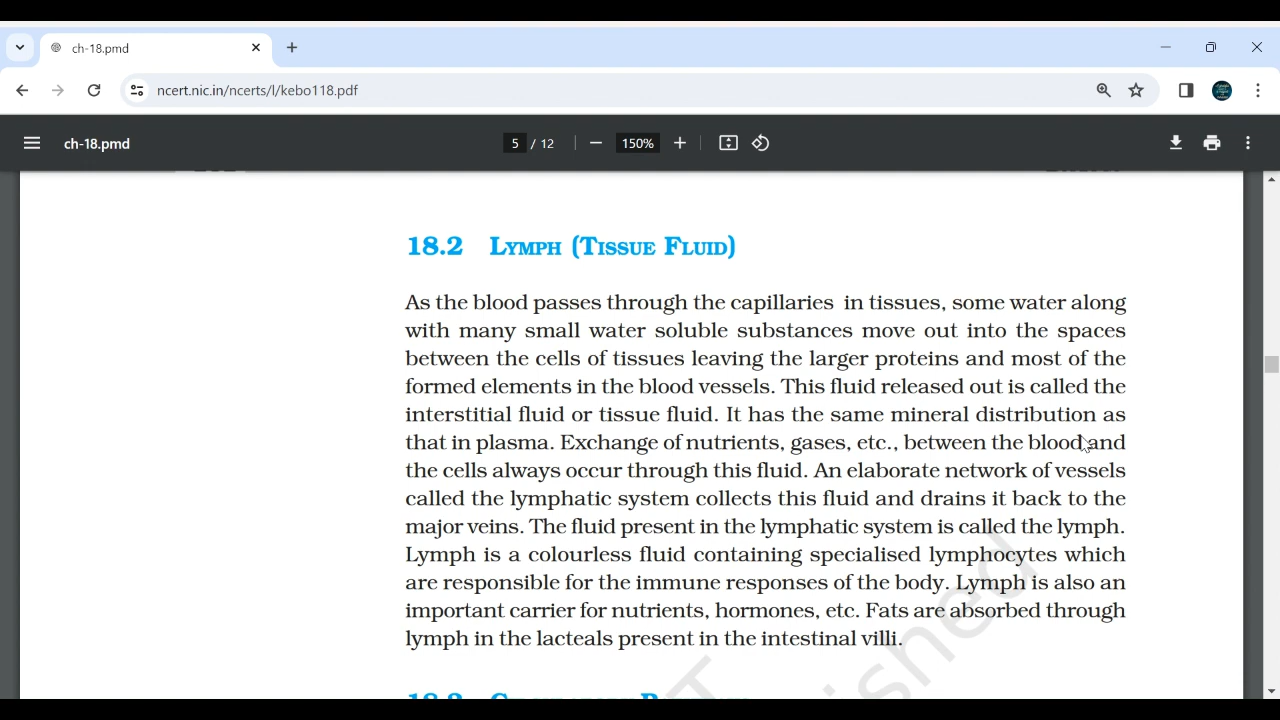 ch-18.pmd
ncert.nic.in/ncerts/l/kebo118.pdf
ch-18.pmd
5 / 12
150%
18.2 LYMPH (TISSUE FLUID)
As the blood passes through the capillaries in tissues, some water along
with many small water soluble substances move out into the spaces
between the cells of tissues leaving the larger proteins and most of the
formed elements in the blood vessels. This fluid released out is called the
interstitial fluid or tissue fluid. It has the same mineral distribution as
that in plasma. Exchange of nutrients, gases, etc., between the blood and
the cells always occur through this fluid. An elaborate network of vessels
called the lymphatic system collects this fluid and drains it back to the
major veins. The fluid present in the lymphatic system is called the lymph.
Lymph is a colourless fluid containing specialised lymphocytes which
are responsible for the immune responses of the body. Lymph is also an
important carrier for nutrients, hormones, etc. Fats are absorbed through
lymph in the lacteals present in the intestinal villi.